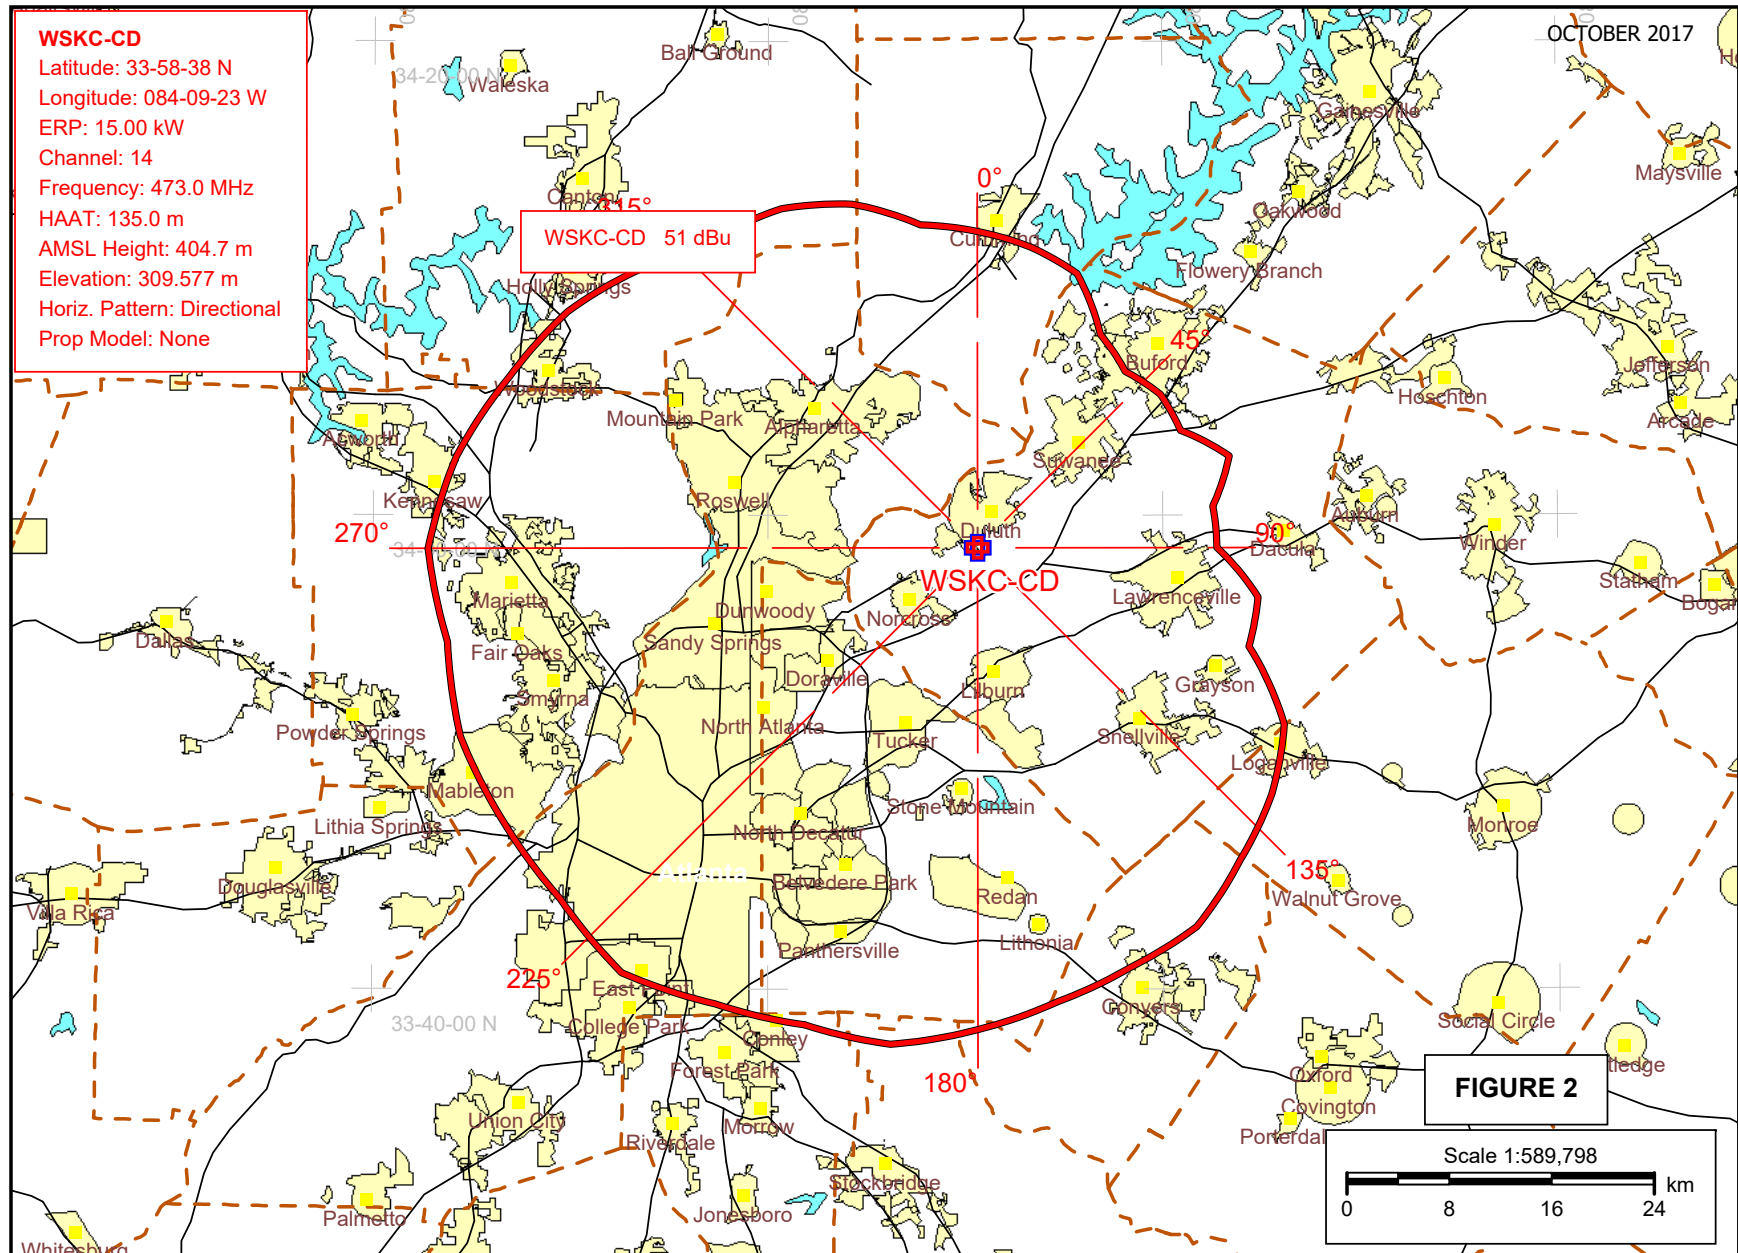 WSKC-CD
Latitude: 33-58-38 N
Longitude: 084-09-23 W
ERP: 15.00 kW
Channel: 14
Frequency: 473.0 MHz
HAAT: 135.0 m
AMSL Height: 404.7 m
Elevation: 309.577 m
Horiz. Pattern: Directional
Prop Model: None
OCTOBER 2017
Ball Ground
34-20-00 N
Waleska
Gainesville
Maysville
Canton
0°
315°
Oakwood
WSKC-CD 51 dBu
Cumming
Flowery Branch
Holly Springs
45°
Buford
Jefferson
Woodstock
Hoschton
Mountain Park
Alpharetta
Arcade
Acworth
Suwanee
Kennesaw
Roswell
Auburn
270°
Duluth
90°
Dacula
Winder
WSKC-CD
Statham
Marietta
Dunwoody
Norcross
Lawrenceville
Dallas
Fair Oaks
Sandy Springs
Doraville
Lilburn
Grayson
Smyrna
Powder Springs
North Atlanta
Tucker
Snellville
Loganville
Mableton
Lithia Springs
North Decatur
Stone Mountain
Monroe
Atlanta
135°
Douglasville
Belvedere Park
Redan
Walnut Grove
Villa Rica
Panthersville
Lithonia
225°
East Point
Conyers
33-40-00 N
College Park
Conley
Social Circle
Forest Park
180°
Oxford
tledge
FIGURE 2
Covington
Union City
Riverdale
Morrow
Porterdal
Scale 1:589,798
km
0 8 16 24
Stockbridge
Palmetto
Jonesboro
Whitesburg